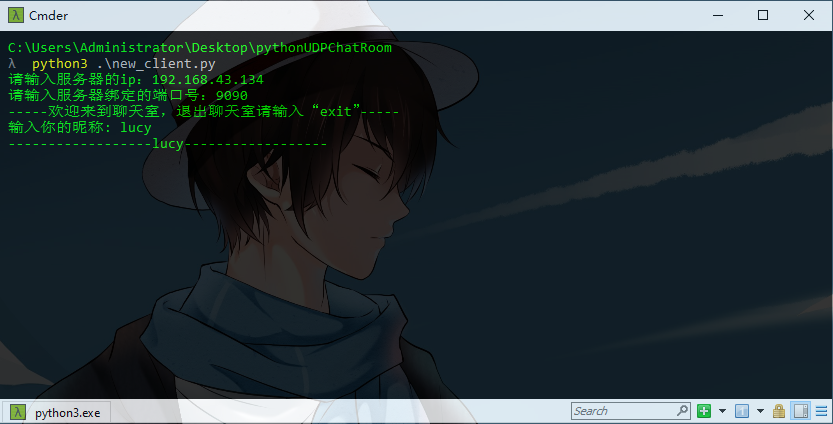 λ Cmder
C:\Users\Administrator\Desktop\pythonUDPChatRoom
λ  python3 .\new_client.py
请输入服务器的ip: 192.168.43.134
请输入服务器绑定的端口号: 9090
-----欢迎来到聊天室, 退出聊天室请输入“exit”-----
输入你的昵称: lucy
------------------lucy------------------
λ python3.exe
Search